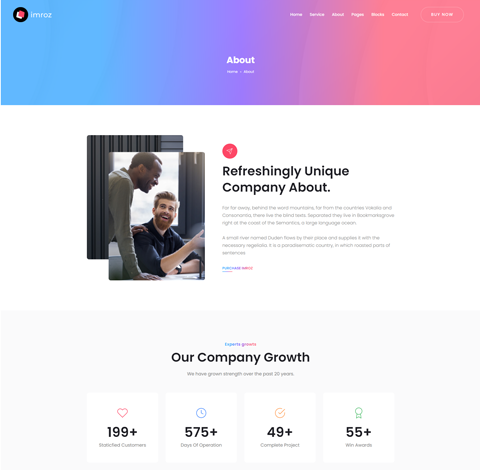 imroz
Home Service About Pages Blocks Contact BUY NOW
About
Home - About
Refreshingly Unique
Company About.
Far far away, behind the word mountains, far from the countries Vokalia and
Consonantia, there live the blind texts. Separated they live in Bookmarksgrove
right at the coast of the Semantics, a large language ocean.
A small river named Duden flows by their place and supplies it with the
necessary regelialia. It is a paradisematic country, in which roasted parts of
sentences.
PURCHASE IMROZ
Experts growts
Our Company Growth
We have grown strength over the past 20 years.
199+ 575+ 49+ 55+
Statisfied Customers Days Of Operation Complete Project Win Awards